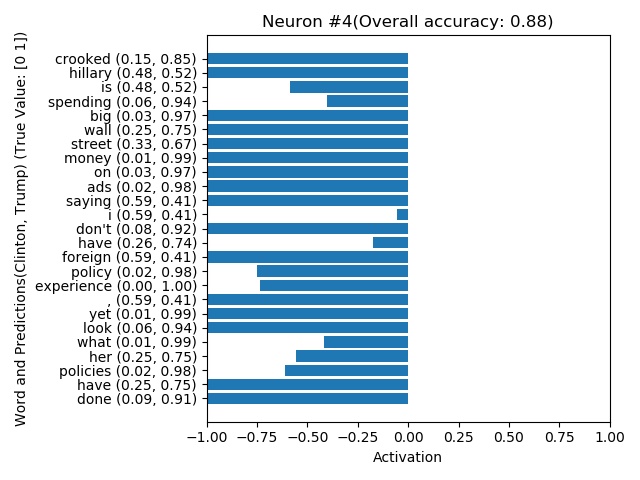 Neuron #4(Overall accuracy: 0.88)
Word and Predictions(Clinton, Trump) (True Value: [0 1])
crooked (0.15, 0.85)
hillary (0.48, 0.52)
is (0.48, 0.52)
spending (0.06, 0.94)
big (0.03, 0.97)
wall (0.25, 0.75)
street (0.33, 0.67)
money (0.01, 0.99)
on (0.03, 0.97)
ads (0.02, 0.98)
saying (0.59, 0.41)
i (0.59, 0.41)
don't (0.08, 0.92)
have (0.26, 0.74)
foreign (0.59, 0.41)
policy (0.02, 0.98)
experience (0.00, 1.00)
, (0.59, 0.41)
yet (0.01, 0.99)
look (0.06, 0.94)
what (0.01, 0.99)
her (0.25, 0.75)
policies (0.02, 0.98)
have (0.25, 0.75)
done (0.09, 0.91)
−1.00 −0.75 −0.50 −0.25 0.00 0.25 0.50 0.75 1.00
Activation